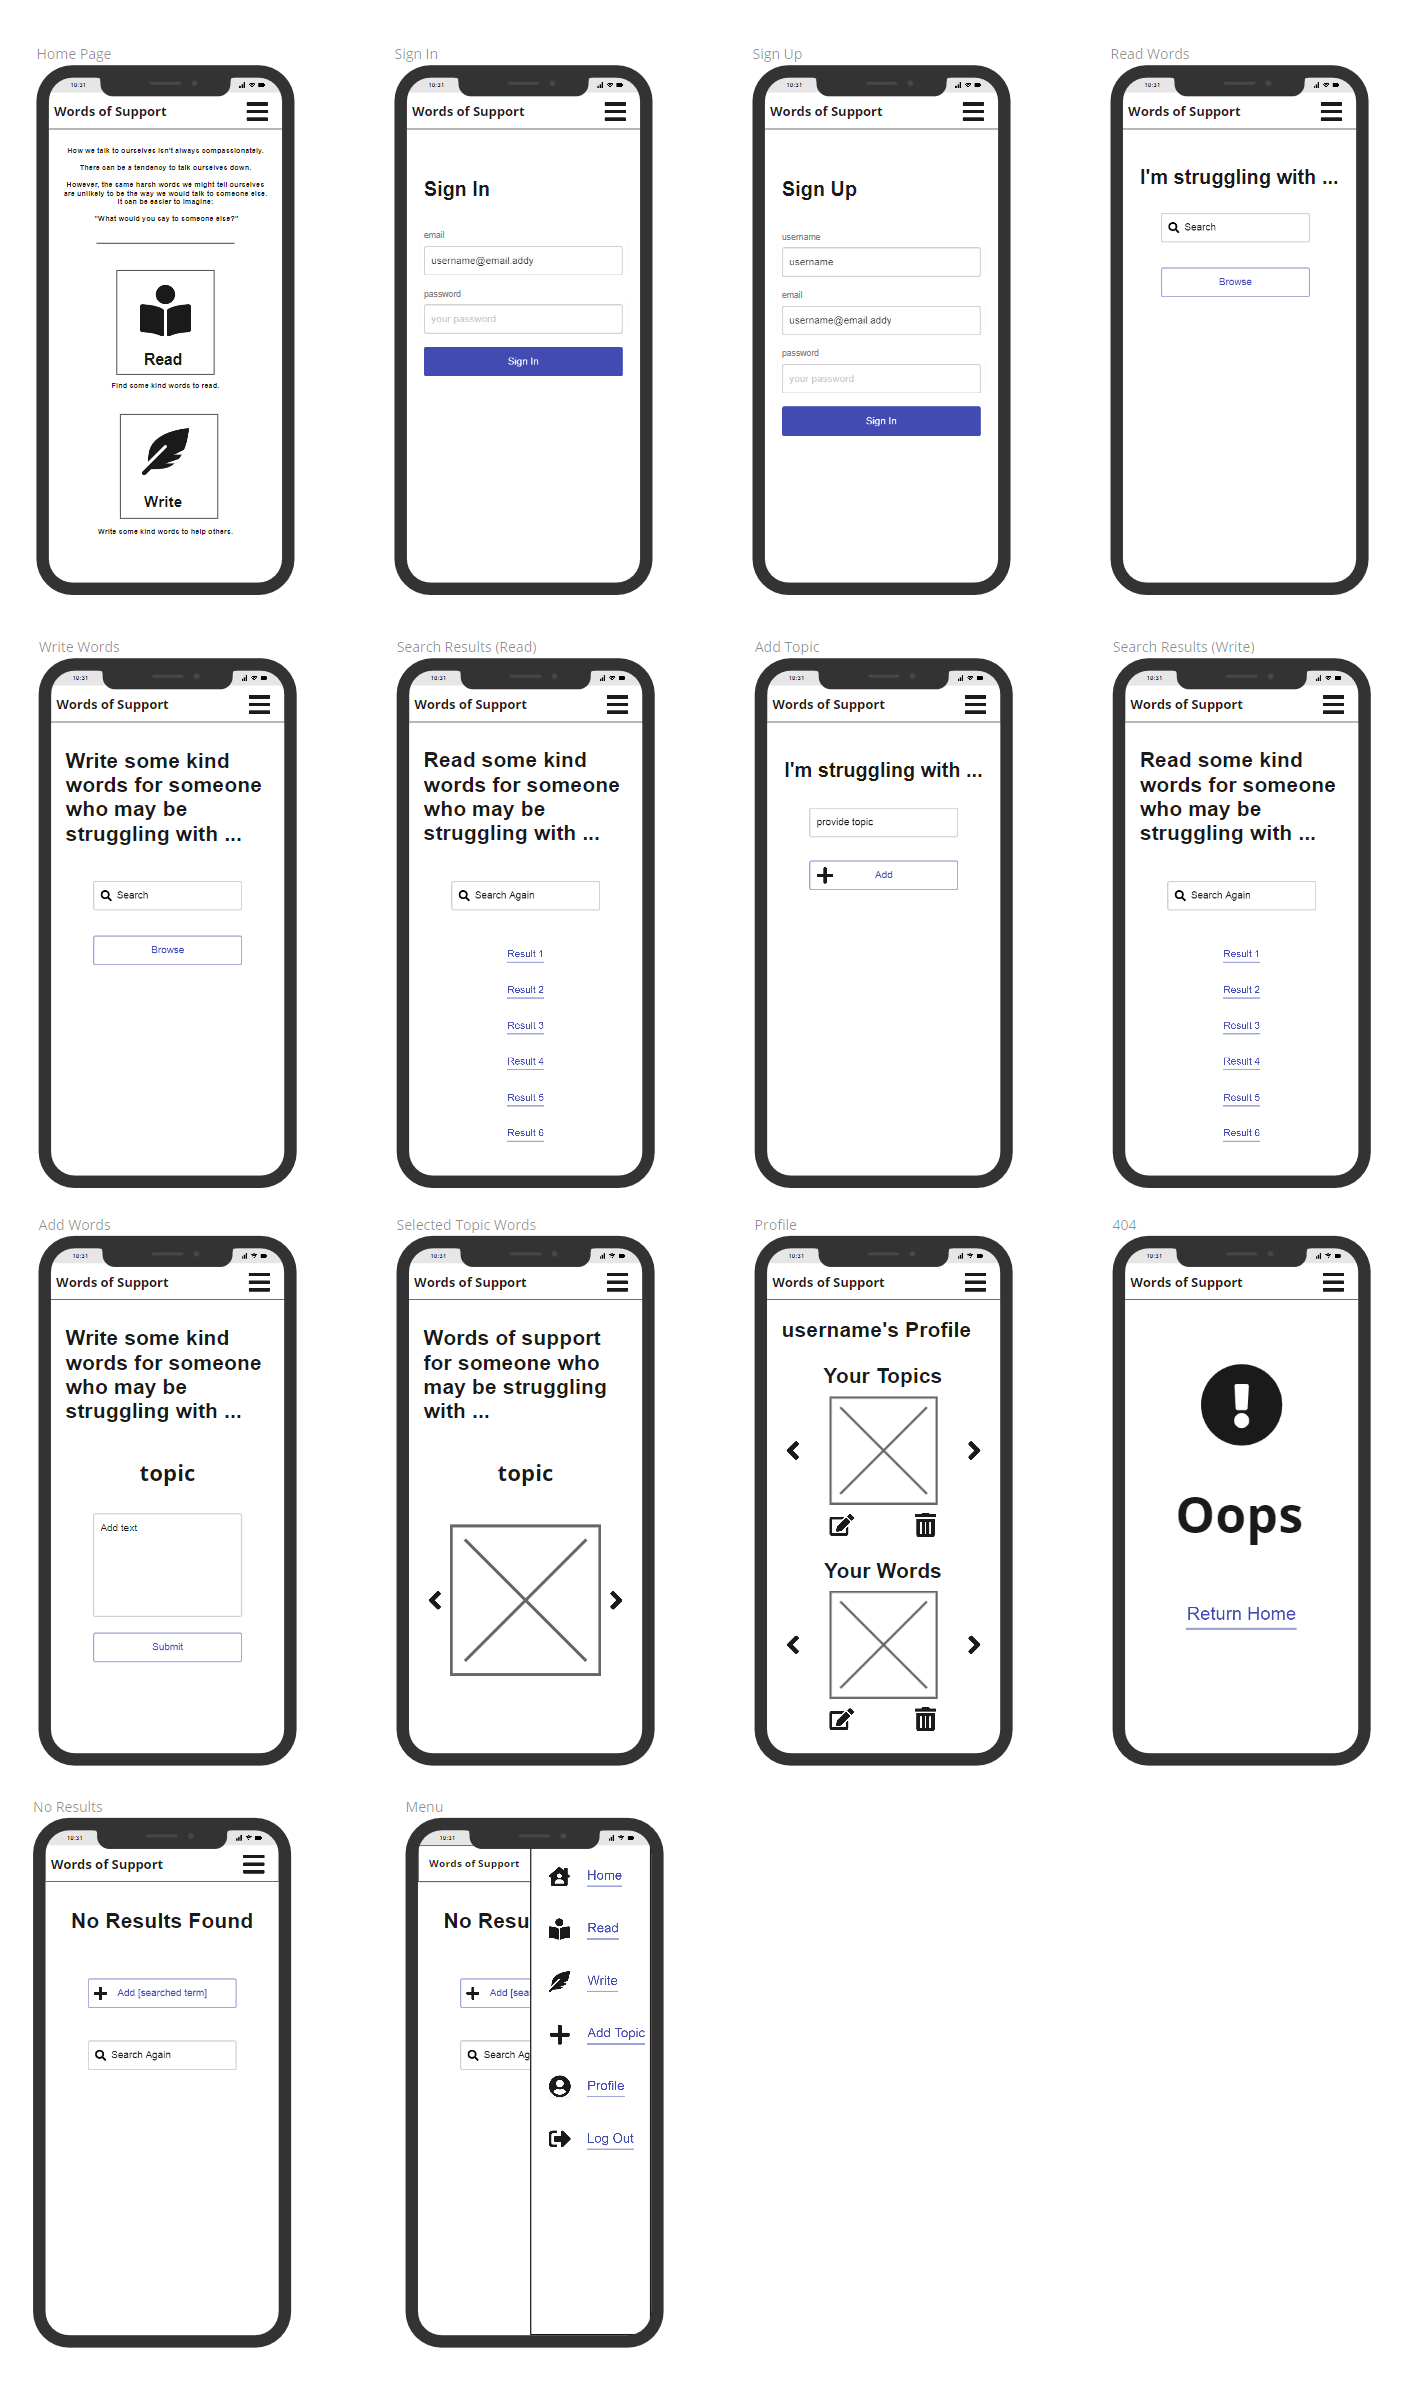 Home Page
10:31
Words of Support
How we talk to ourselves isn't always compassionately.
There can be a tendency to talk ourselves down.
However, the same harsh words we might tell ourselves
are unlikely to be the way we would talk to someone else.
It can be easier to imagine:
"What would you say to someone else?"
Read
Find some kind words to read.
Write
Write some kind words to help others.
Sign In
10:31
Words of Support
Sign In
email
username@email.addy
password
your password
Sign In
Sign Up
10:31
Words of Support
Sign Up
username
username
email
username@email.addy
password
your password
Sign In
Read Words
10:31
Words of Support
I'm struggling with ...
Search
Browse
Write Words
10:31
Words of Support
Write some kind
words for someone
who may be
struggling with ...
Search
Browse
Search Results (Read)
10:31
Words of Support
Read some kind
words for someone
who may be
struggling with ...
Search Again
Result 1
Result 2
Result 3
Result 4
Result 5
Result 6
Add Topic
10:31
Words of Support
I'm struggling with ...
provide topic
Add
Search Results (Write)
10:31
Words of Support
Read some kind
words for someone
who may be
struggling with ...
Search Again
Result 1
Result 2
Result 3
Result 4
Result 5
Result 6
Add Words
10:31
Words of Support
Write some kind
words for someone
who may be
struggling with ...
topic
Add text
Submit
Selected Topic Words
10:31
Words of Support
Words of support
for someone who
may be struggling
with ...
topic
Profile
10:31
Words of Support
username's Profile
Your Topics
Your Words
404
10:31
Words of Support
Oops
Return Home
No Results
10:31
Words of Support
No Results Found
Add [searched term]
Search Again
Menu
10:31
Words of Support
No Resu
Add [sea
Search Ag
Home
Read
Write
Add Topic
Profile
Log Out